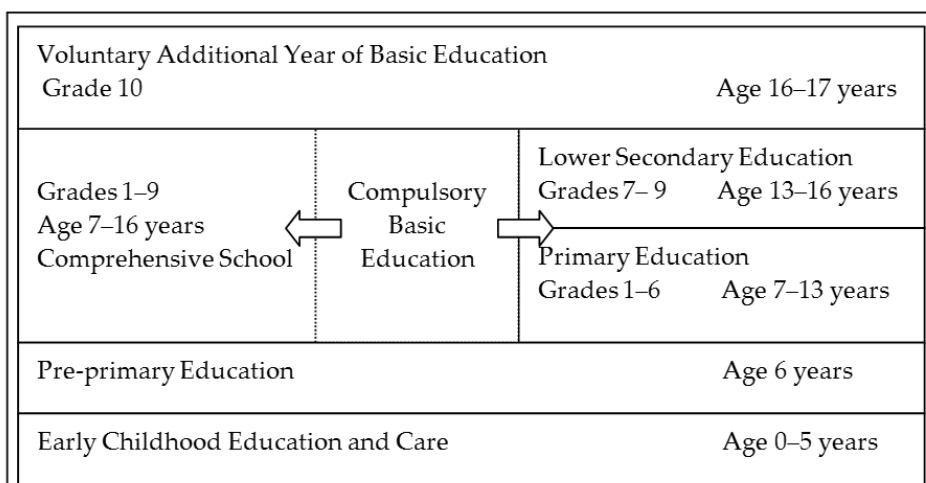 Voluntary Additional Year of Basic Education
Grade 10 Age 16–17 years
Grades 1–9
Age 7–16 years
Comprehensive School
Compulsory
Basic
Education
Lower Secondary Education
Grades 7– 9 Age 13–16 years
Primary Education
Grades 1–6 Age 7–13 years
Pre-primary Education Age 6 years
Early Childhood Education and Care Age 0–5 years